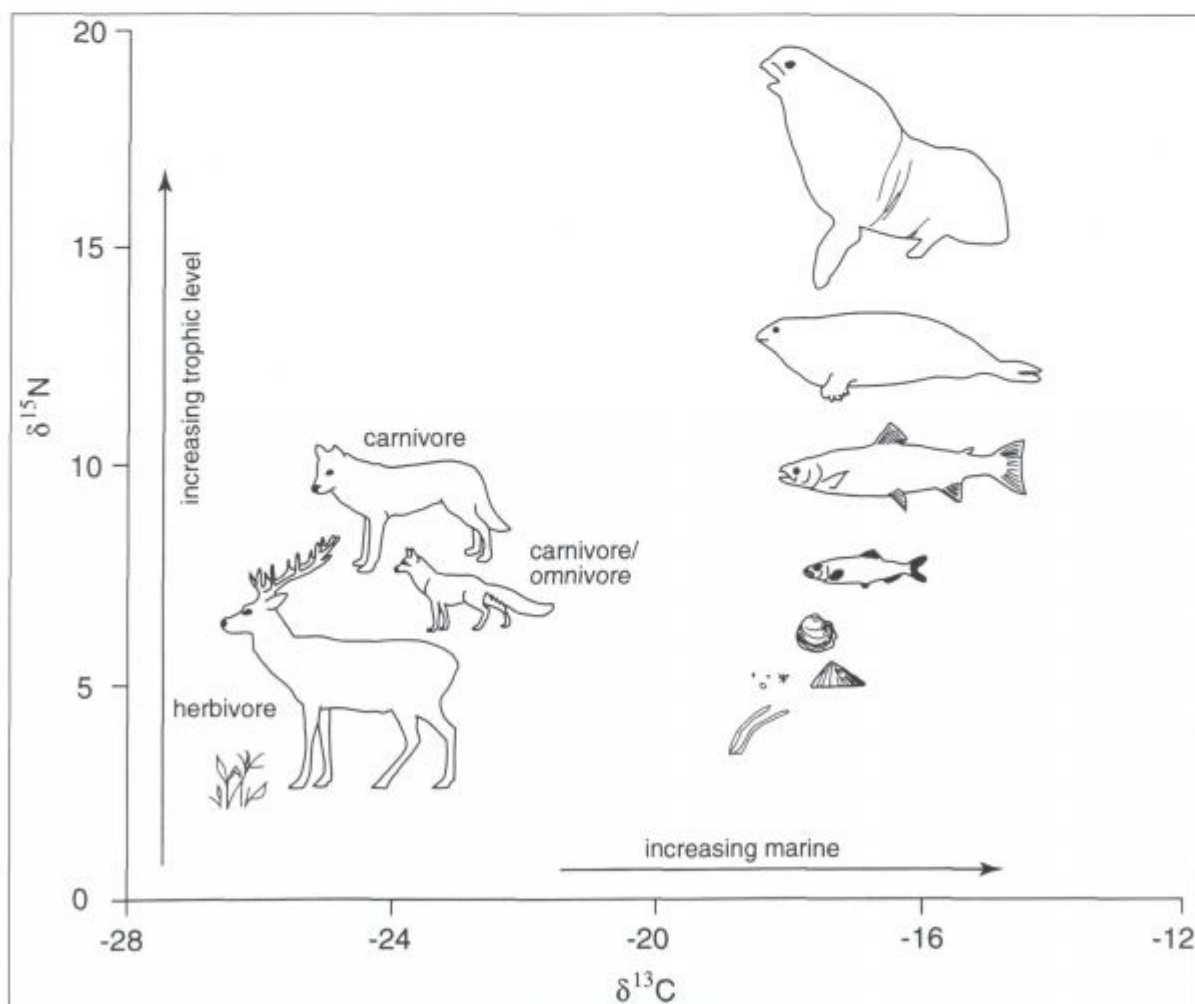 20
15
10
5
0
δ15N
increasing trophic level
carnivore
carnivore/
omnivore
herbivore
increasing marine
-28
-24
-20
-16
-12
δ13C